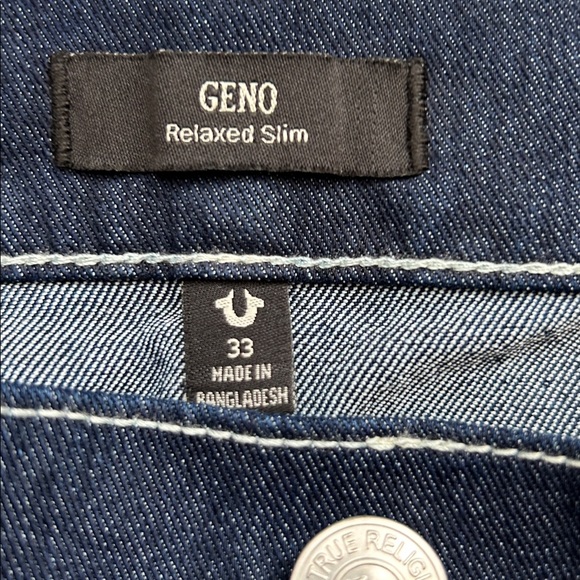 GENO
Relaxed Slim
33
MADE IN
BANGLADESH
TRUE RELIGI